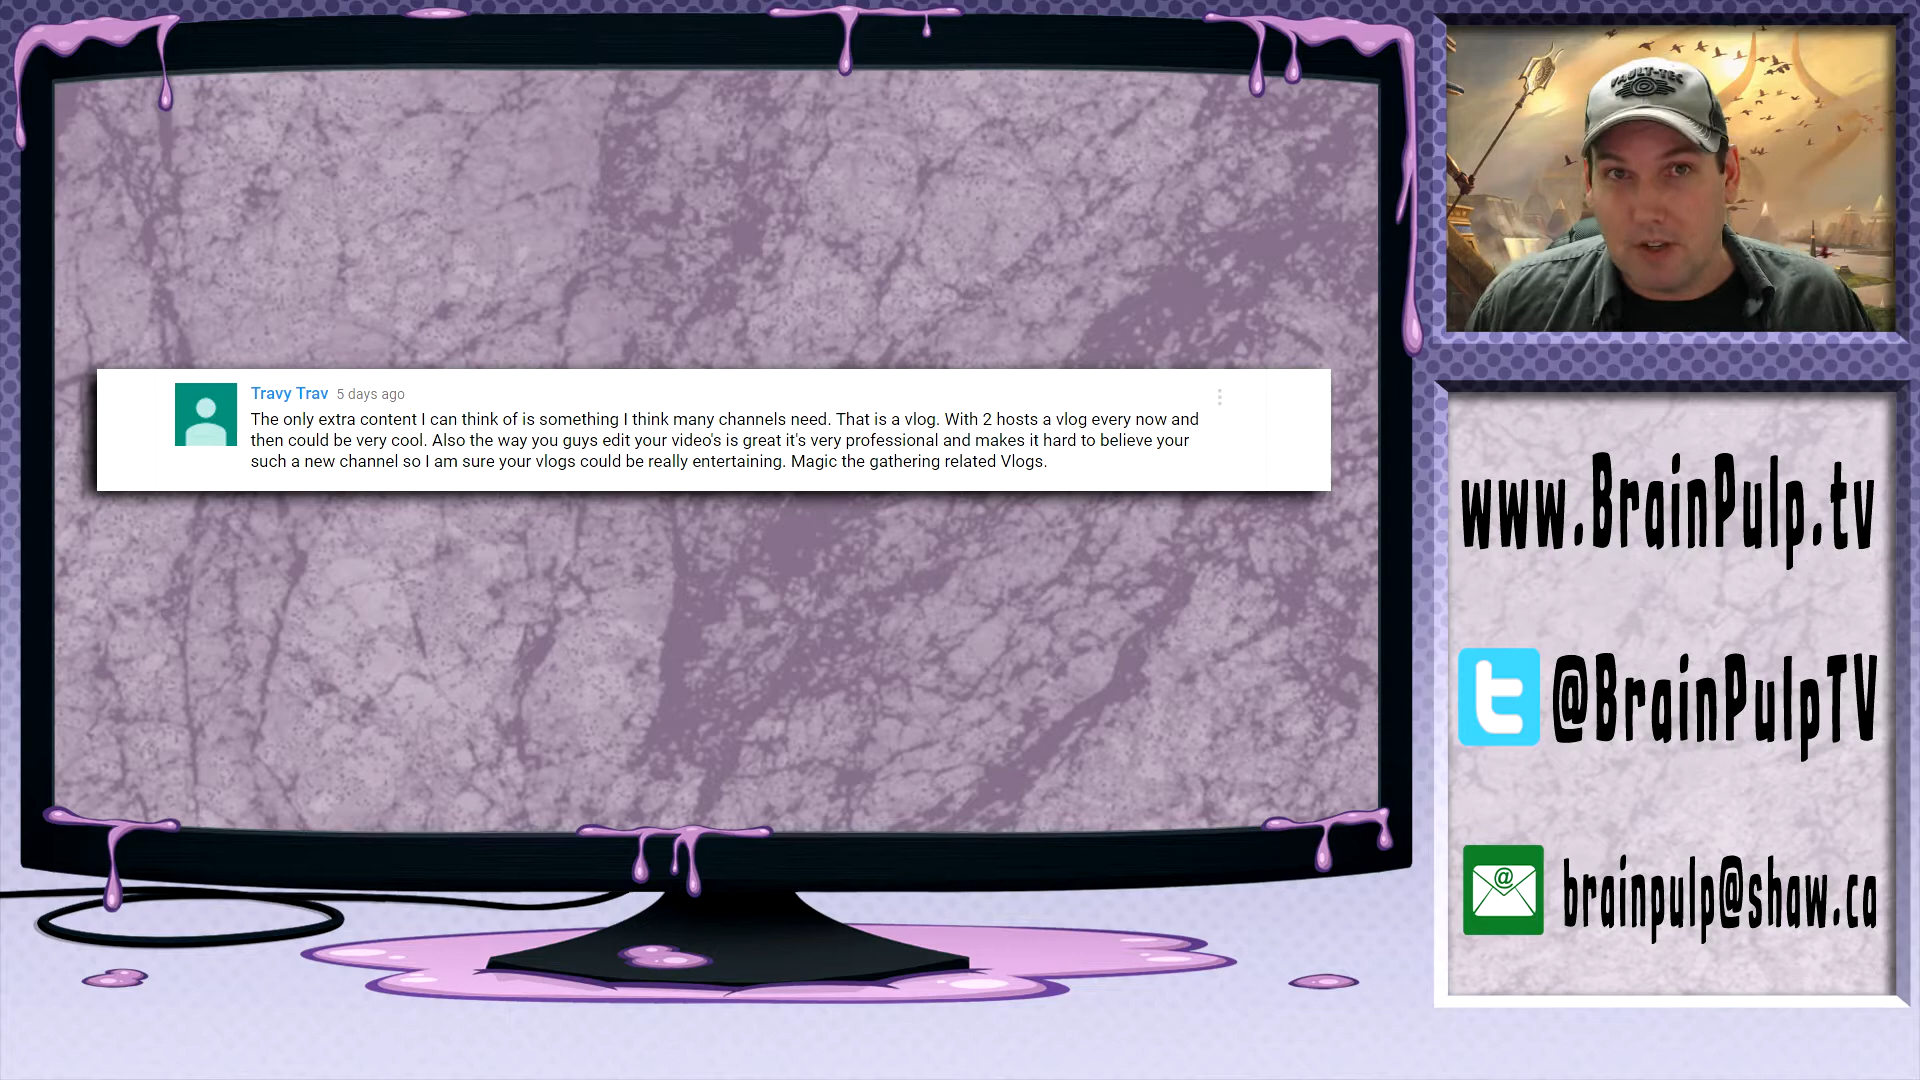 VAULT-TEC
Travy Trav 5 days ago
The only extra content I can think of is something I think many channels need. That is a vlog. With 2 hosts a vlog every now and
then could be very cool. Also the way you guys edit your video's is great it's very professional and makes it hard to believe your
such a new channel so I am sure your vlogs could be really entertaining. Magic the gathering related Vlogs.
www.BrainPulp.tv
@BrainPulpTV
brainpulp@shaw.ca